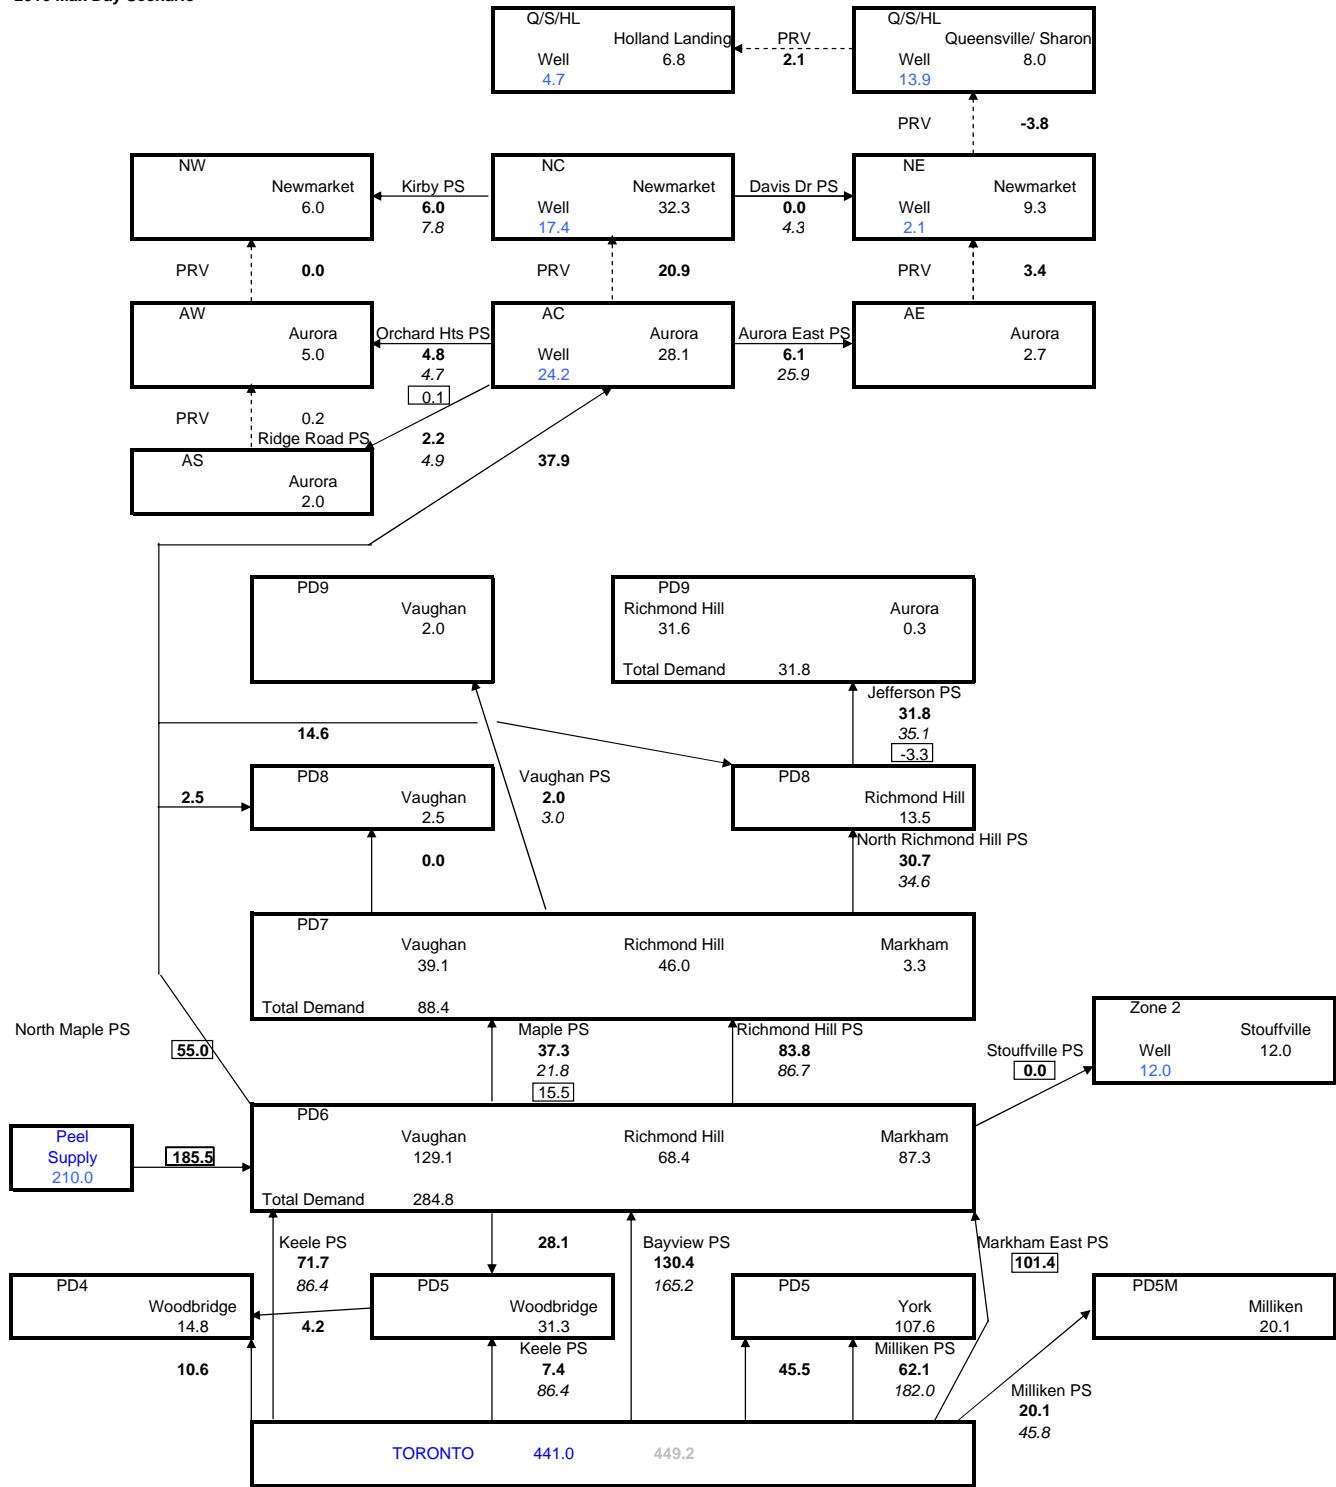 Q/S/HL Q/S/HL
Holland Landing PRV Queensville/ Sharon
Well 6.8 2.1 Well 8.0
4.7 13.9
PRV -3.8
NW NC NE
Newmarket Kirby PS Newmarket Davis Dr PS Newmarket
6.0 6.0 Well 32.3 0.0 Well 9.3
7.8 17.4 4.3 2.1
PRV 0.0 PRV 20.9 PRV 3.4
AW AC AE
Aurora Orchard Hts PS Aurora Aurora East PS Aurora
5.0 4.8 Well 28.1 6.1 2.7
4.7 24.2 25.9
0.1
PRV 0.2
Ridge Road PS 2.2
AS 4.9 37.9
Aurora
2.0
PD9 PD9
Vaughan Richmond Hill Aurora
2.0 31.6 0.3
Total Demand 31.8
Jefferson PS
31.8
14.6 35.1
-3.3
PD8 Vaughan PS PD8
2.5 Vaughan 2.0 Richmond Hill
2.5 3.0 13.5
North Richmond Hill PS
0.0 30.7
34.6
PD7
Vaughan Richmond Hill Markham
39.1 46.0 3.3
Total Demand 88.4
Zone 2
North Maple PS Maple PS Richmond Hill PS Stouffville
55.0 37.3 83.8 Stouffville PS Well 12.0
21.8 86.7 0.0 12.0
15.5
PD6
Peel Vaughan Richmond Hill Markham
Supply 185.5 129.1 68.4 87.3
210.0
Total Demand 284.8
Keele PS 28.1 Bayview PS Markham East PS
71.7 130.4 101.4
86.4 165.2
PD4 PD5 PD5 PD5M
Woodbridge Woodbridge York Milliken
14.8 4.2 31.3 107.6 20.1
Keele PS Milliken PS
10.6 7.4 45.5 62.1
86.4 182.0 Milliken PS
20.1
45.8
TORONTO 441.0 449.2